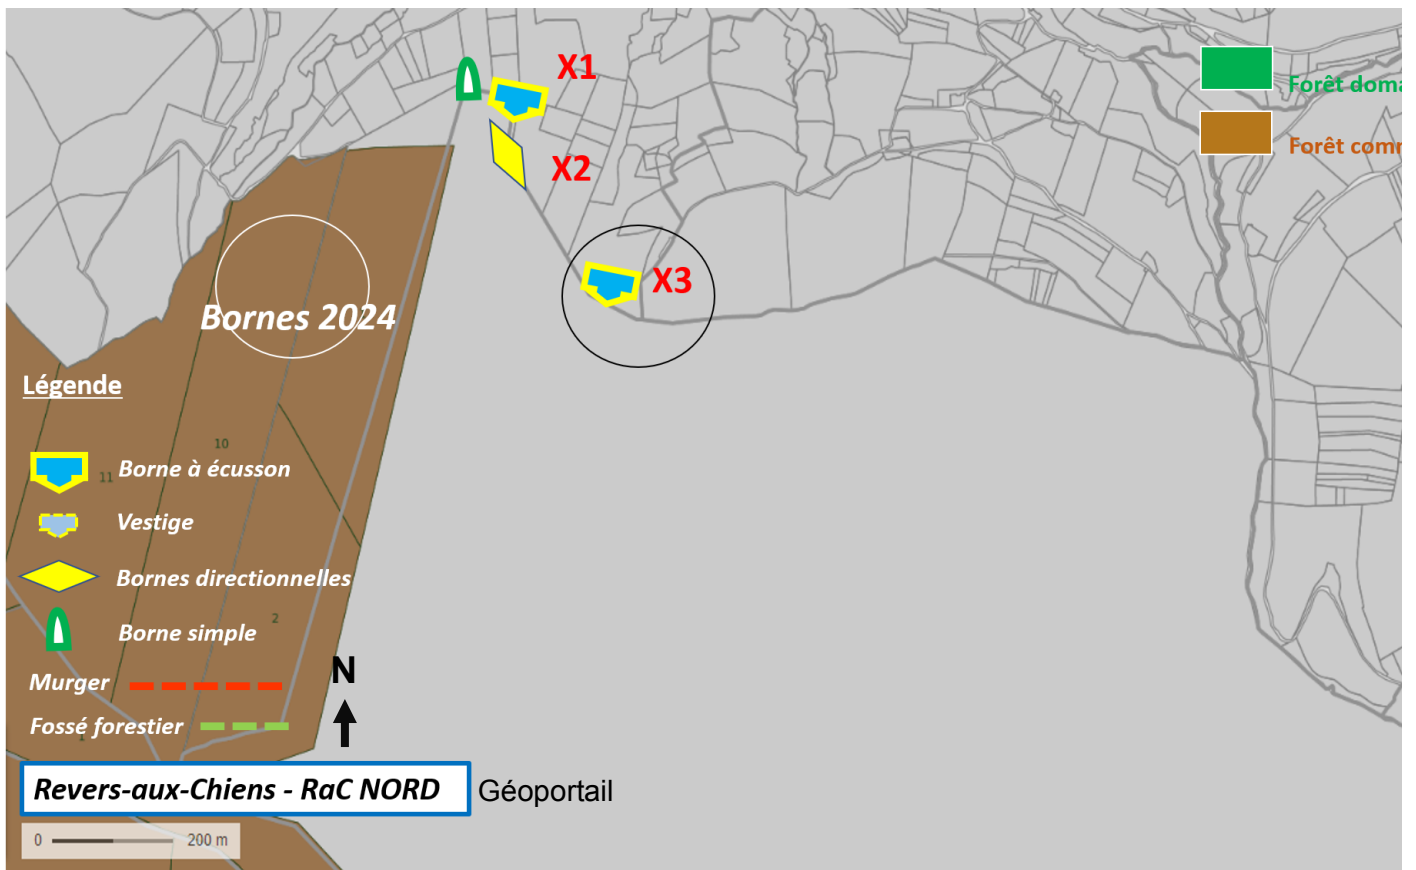 X1
Forêt doma
X2
Forêt comm
X3
Bornes 2024
Légende
10
Borne à écusson
11
Vestige
Bornes directionnelles
2
Borne simple
Murger
N
Fossé forestier
1
Revers-aux-Chiens - RaC NORD
Géoportail
0 200 m